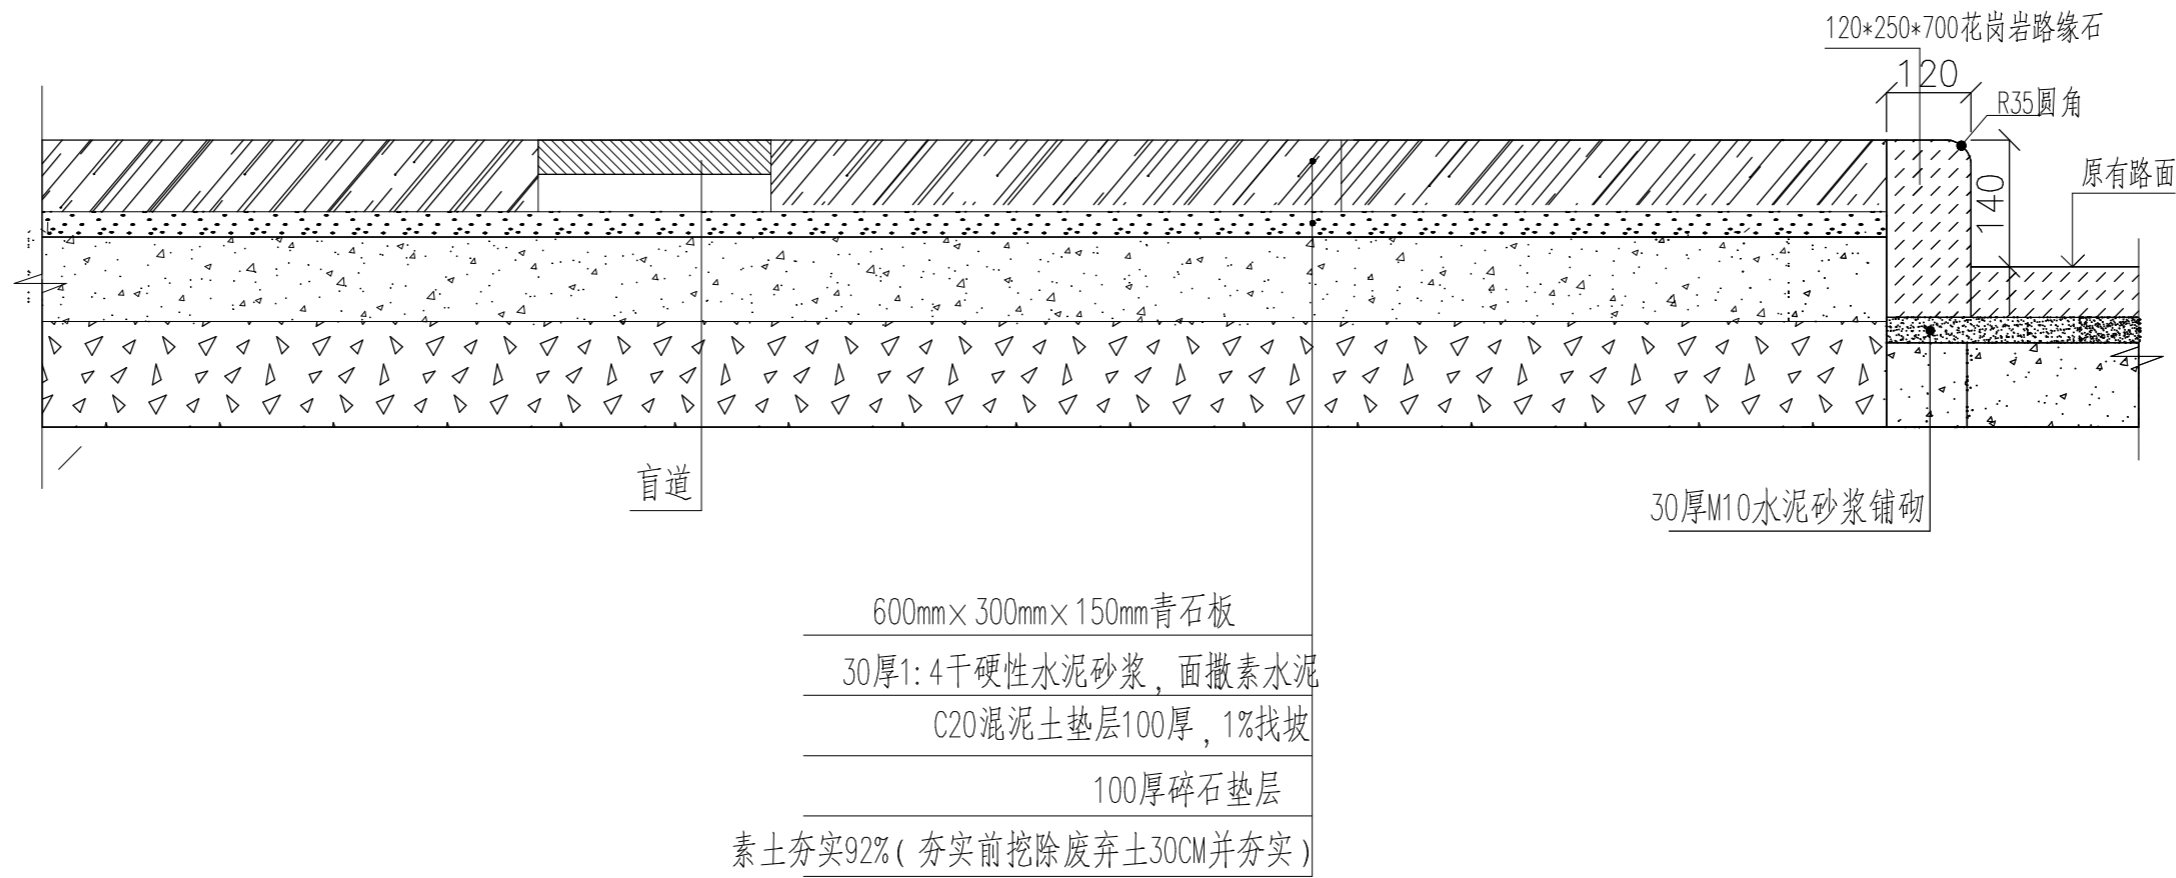 120*250*700花岗岩路缘石
120
R35圆角
原有路面
140
盲道
30厚M10水泥砂浆铺砌
600mm×300mm×150mm青石板
30厚1:4干硬性水泥砂浆,面撒素水泥
C20混泥土垫层100厚,1%找坡
100厚碎石垫层
素土夯实92%(夯实前挖除废弃土30CM并夯实)